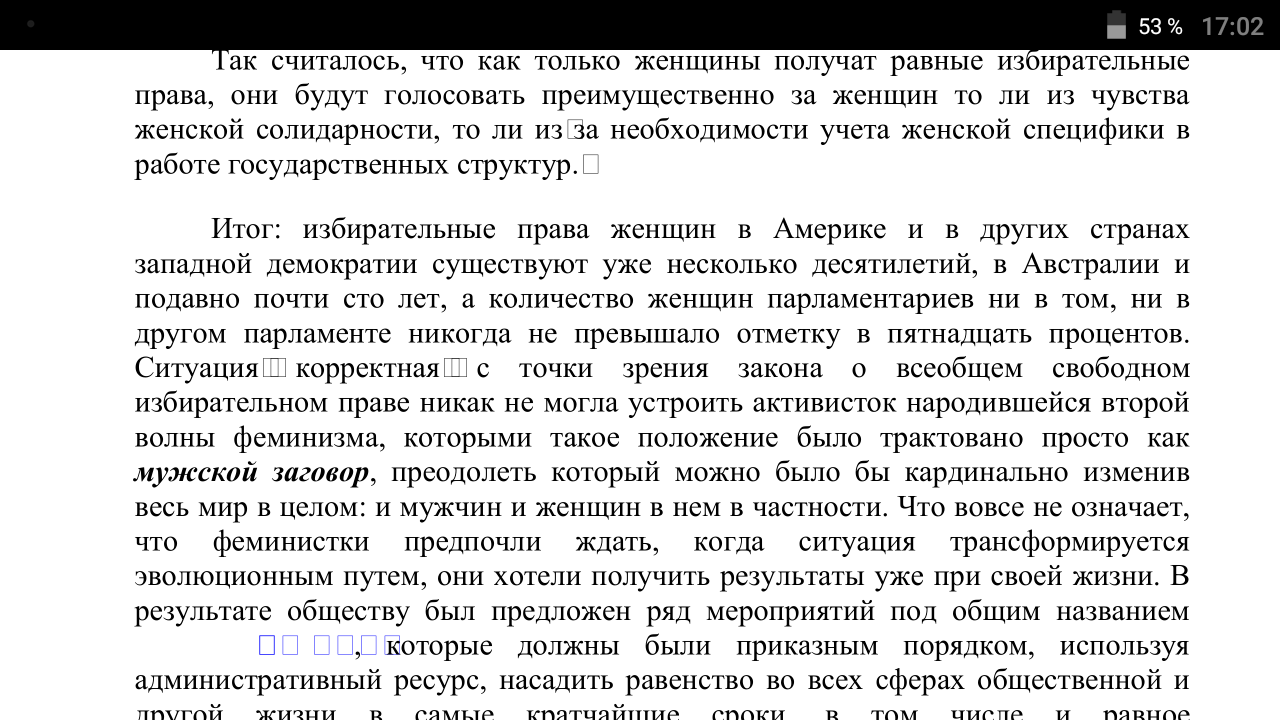 53 % 17:02
Так считалось, что как только женщины получат равные избирательные
права, они будут голосовать преимущественно за женщин то ли из чувства
женской солидарности, то ли из□за необходимости учета женской специфики в
работе государственных структур.□
Итог: избирательные права женщин в Америке и в других странах
западной демократии существуют уже несколько десятилетий, в Австралии и
подавно почти сто лет, а количество женщин парламентариев ни в том, ни в
другом парламенте никогда не превышало отметку в пятнадцать процентов.
Ситуация□□ корректная□□ с точки зрения закона о всеобщем свободном
избирательном праве никак не могла устроить активисток народившейся второй
волны феминизма, которыми такое положение было трактовано просто как
мужской заговор, преодолеть который можно было бы кардинально изменив
весь мир в целом: и мужчин и женщин в нем в частности. Что вовсе не означает,
что феминистки предпочли ждать, когда ситуация трансформируется
эволюционным путем, они хотели получить результаты уже при своей жизни. В
результате обществу был предложен ряд мероприятий под общим названием
□□ □□,□□ которые должны были приказным порядком, используя
административный ресурс, насадить равенство во всех сферах общественной и
другой жизни в самые кратчайшие сроки, в том числе и равное